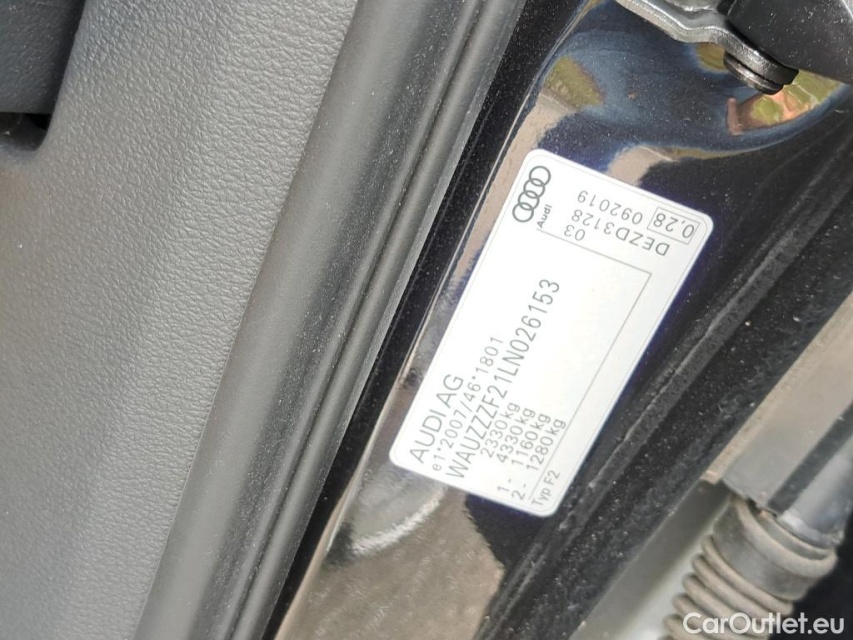 AUDI AG
e1*2007/46*1801
WAUZZZF21LN026153
2330kg
4330kg
1 - 1160kg
2 - 1280kg
Typ F2
Audi
03
DEZD3128
092019
0.28
CarOutlet.eu